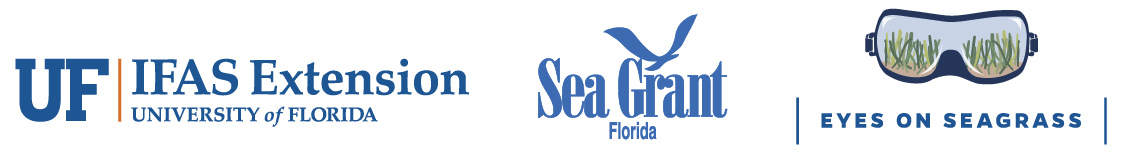 UF IFAS Extension
UNIVERSITY of FLORIDA
Sea Grant
Florida
EYES ON SEAGRASS